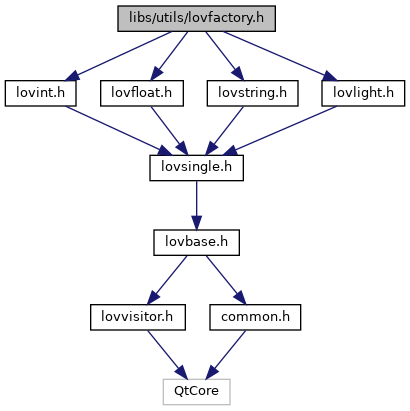 libs/utils/lovfactory.h
lovint.h
lovfloat.h
lovstring.h
lovlight.h
lovsingle.h
lovbase.h
lovvisitor.h
common.h
QtCore